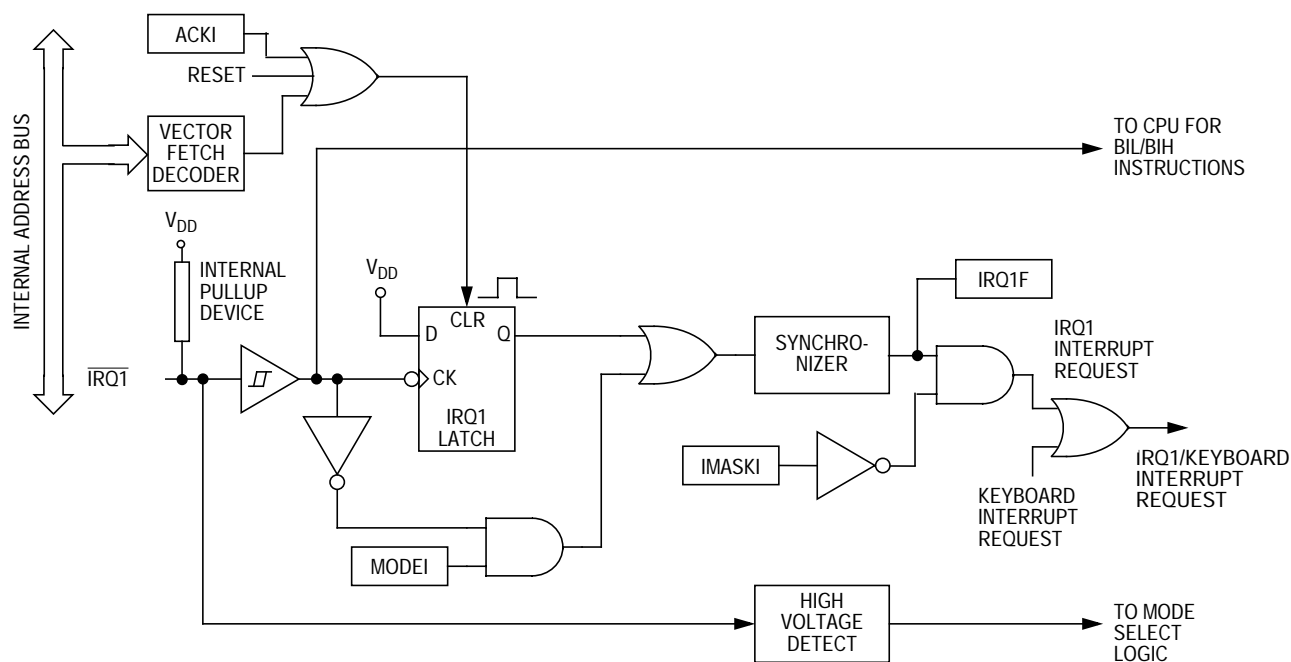 ACKI
RESET
INTERNAL ADDRESS BUS
VECTOR
FETCH
DECODER
TO CPU FOR
BIL/BIH
INSTRUCTIONS
VDD
INTERNAL
PULLUP
DEVICE
VDD
D
CLR
Q
CK
IRQ1
LATCH
IRQ1
SYNCHRO-
NIZER
IRQ1F
IRQ1
INTERRUPT
REQUEST
IMASKI
KEYBOARD
INTERRUPT
REQUEST
IRQ1/KEYBOARD
INTERRUPT
REQUEST
MODEI
HIGH
VOLTAGE
DETECT
TO MODE
SELECT
LOGIC